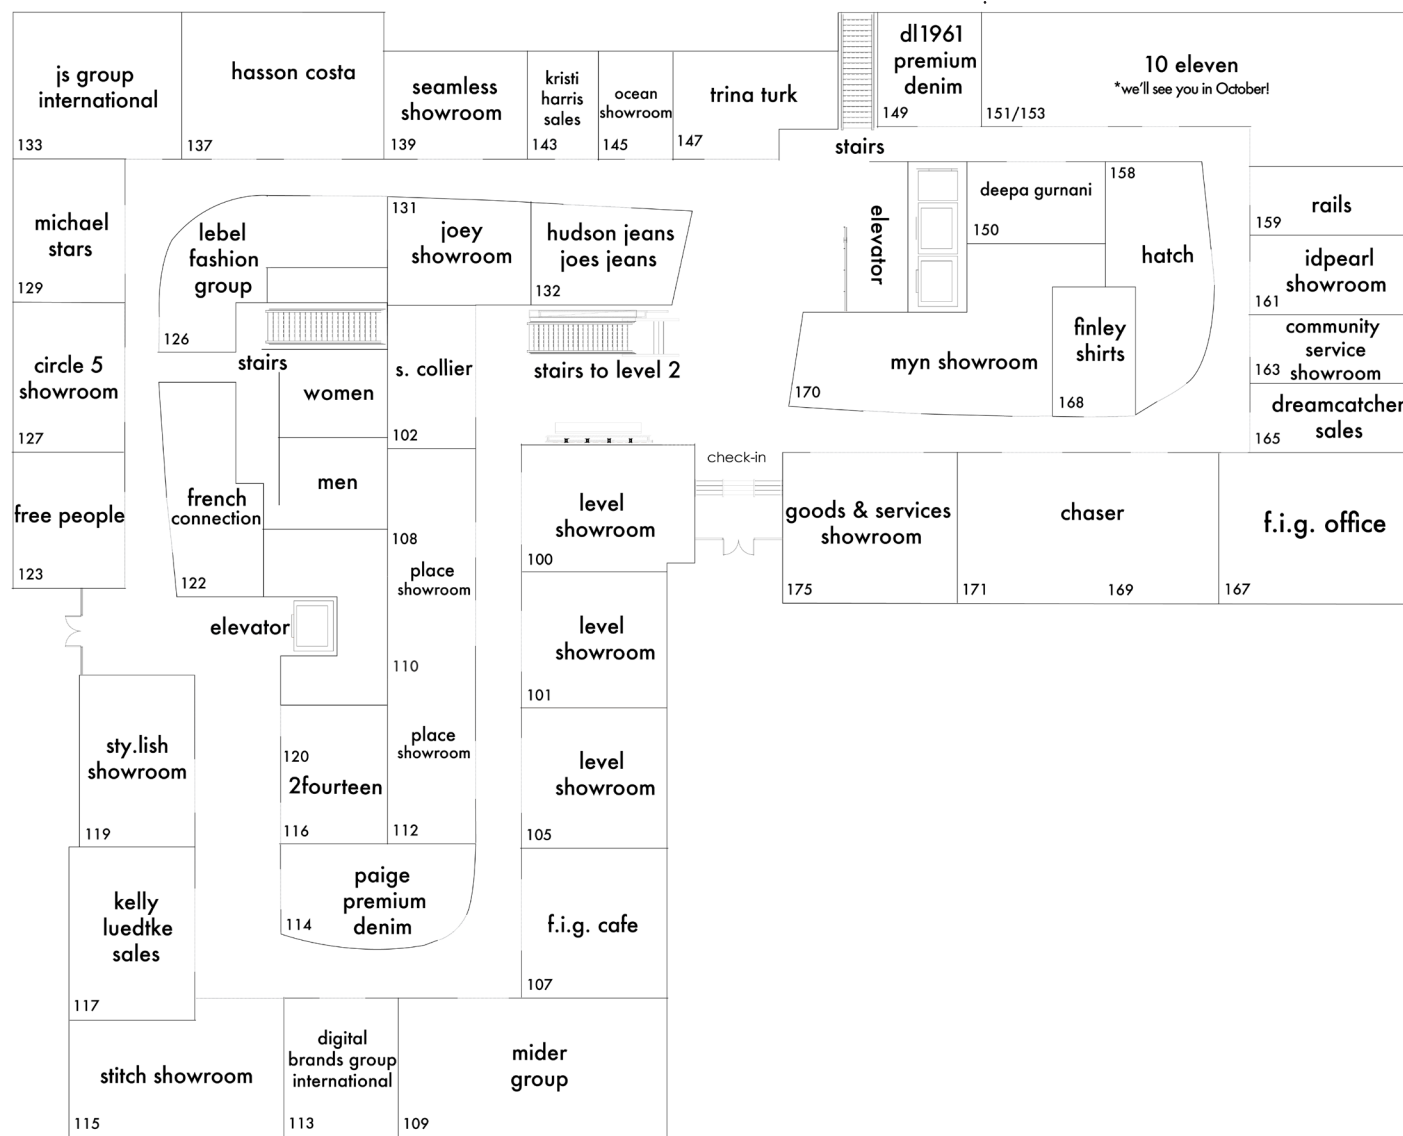 js group
international
133
hasson costa
137
seamless
showroom
139
kristi
harris
sales
143
ocean
showroom
145
trina turk
147
stairs
dl1961
premium
denim
149
10 eleven
*we'll see you in October!
151/153
michael
stars
129
lebel
fashion
group
126
131
joey
showroom
hudson jeans
joes jeans
132
elevator
deepa gurnani
150
158
hatch
rails
159
idpearl
showroom
161
community
service
showroom
163
dreamcatcher
sales
165
circle 5
showroom
127
stairs
women
s. collier
102
stairs to level 2
myn showroom
170
finley
shirts
168
free people
123
french
connection
122
men
108
place
showroom
110
level
showroom
100
check-in
goods & services
showroom
175
chaser
171
169
f.i.g. office
167
elevator
level
showroom
101
sty.lish
showroom
119
120
2fourteen
116
place
showroom
112
level
showroom
105
kelly
luedtke
sales
117
paige
premium
denim
114
f.i.g. cafe
107
stitch showroom
115
digital
brands group
international
113
mider
group
109